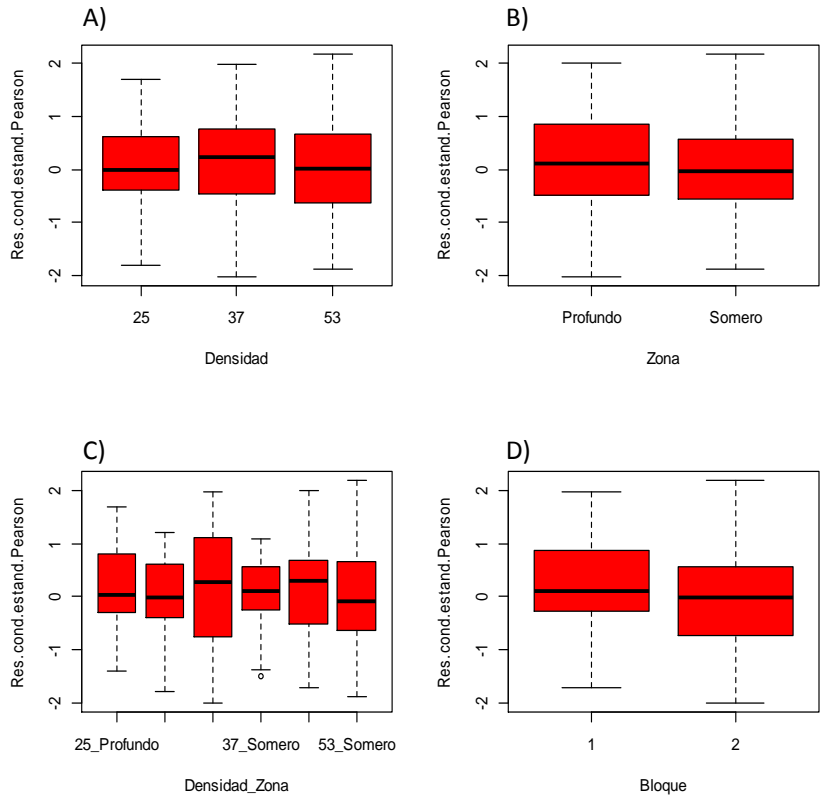 A)
Res.cond.estand.Pearson
2
1
0
-1
-2
25 37 53
Densidad
B)
Res.cond.estand.Pearson
2
1
0
-1
-2
Profundo Somero
Zona
C)
Res.cond.estand.Pearson
2
1
0
-1
-2
25_Profundo 37_Somero 53_Somero
Densidad_Zona
D)
Res.cond.estand.Pearson
2
1
0
-1
-2
1 2
Bloque